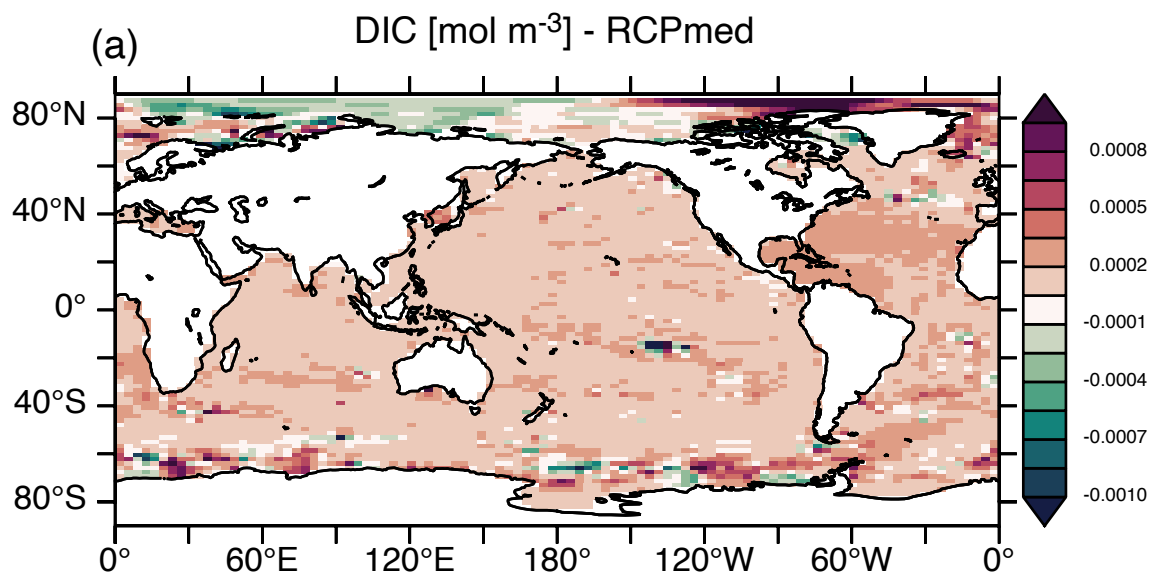 (a)
DIC [mol m-3] - RCPmed
80°N
40°N
0°
40°S
80°S
0°
60°E
120°E
180°
120°W
60°W
0°
0.0008
0.0005
0.0002
-0.0001
-0.0004
-0.0007
-0.0010